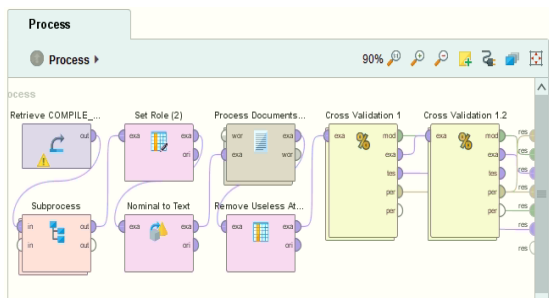 Process
Process
90%
ocess
Retrieve COMPILE_...
Set Role (2)
Process Documents...
Cross Validation 1
Cross Validation 1.2
out
exa
exa
ori
wor
exa
exa
wor
exa
mod
exa
tes
per
per
exa
mod
exa
tes
per
per
res
res
res
res
res
res
Subprocess
Nominal to Text
Remove Useless At...
in
out
in
out
exa
exa
ori
exa
exa
ori